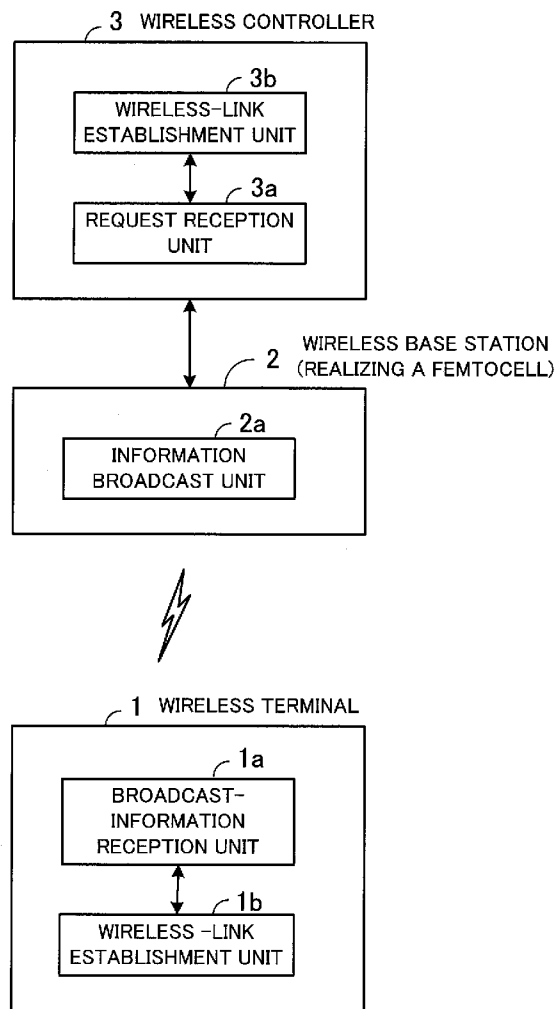 3 WIRELESS CONTROLLER
3b
WIRELESS-LINK
ESTABLISHMENT UNIT
3a
REQUEST RECEPTION
UNIT
WIRELESS BASE STATION
2 (REALIZING A FEMTOCELL)
2a
INFORMATION
BROADCAST UNIT
1 WIRELESS TERMINAL
1a
BROADCAST-
INFORMATION
RECEPTION UNIT
1b
WIRELESS -LINK
ESTABLISHMENT UNIT